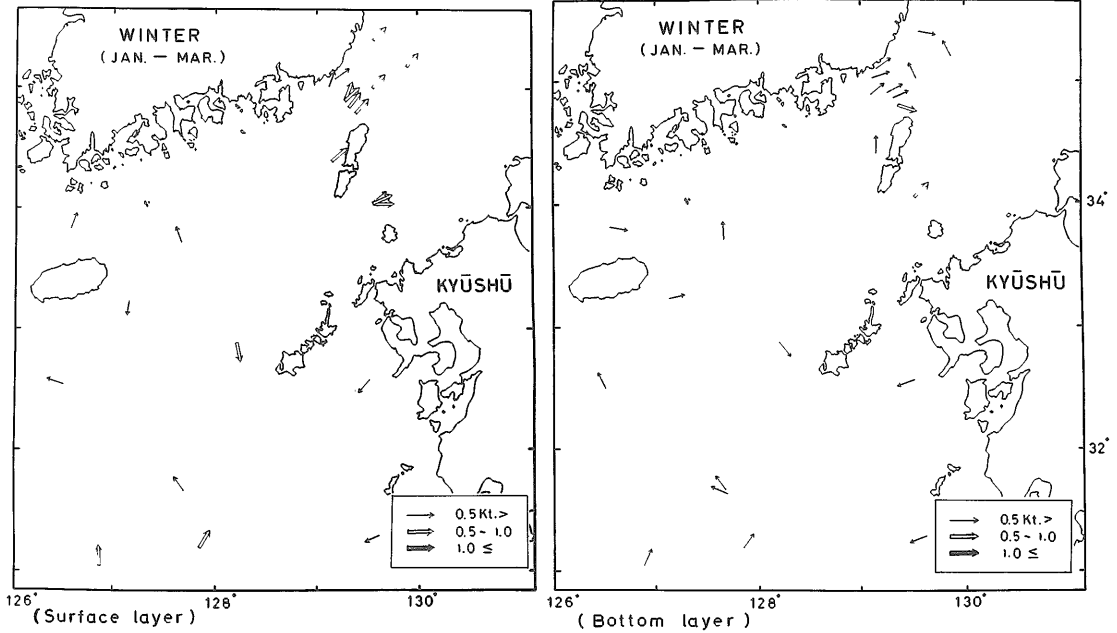 WINTER
(JAN. — MAR.)
KYŪSHŪ
0.5 Kt. >
0.5 ~ 1.0
1.0 ≤
126°
128°
130°
(Surface layer)
WINTER
(JAN. — MAR.)
34°
KYŪSHŪ
32°
0.5 Kt. >
0.5 ~ 1.0
1.0 ≤
126°
128°
130°
(Bottom layer)